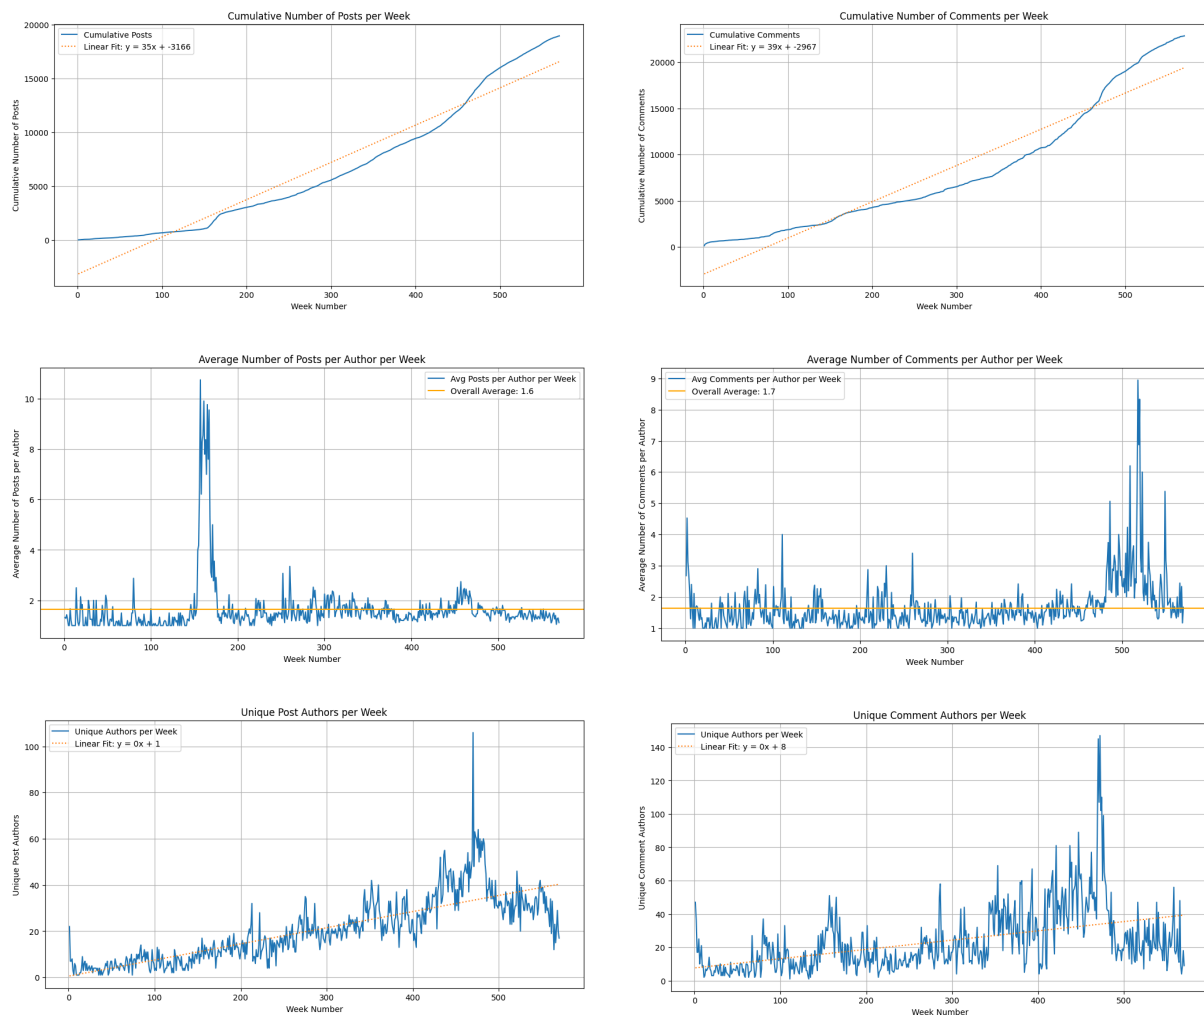 Cumulative Number of Posts per Week
Cumulative Posts
Linear Fit: y = 35x + -3166
20000
15000
10000
5000
0
Cumulative Number of Posts
0 100 200 300 400 500
Week Number
Cumulative Number of Comments per Week
Cumulative Comments
Linear Fit: y = 39x + -2967
20000
15000
10000
5000
0
Cumulative Number of Comments
0 100 200 300 400 500
Week Number
Average Number of Posts per Author per Week
Avg Posts per Author per Week
Overall Average: 1.6
10
8
6
4
2
Average Number of Posts per Author
0 100 200 300 400 500
Week Number
Average Number of Comments per Author per Week
Avg Comments per Author per Week
Overall Average: 1.7
9
8
7
6
5
4
3
2
1
Average Number of Comments per Author
0 100 200 300 400 500
Week Number
Unique Post Authors per Week
Unique Authors per Week
Linear Fit: y = 0x + 1
100
80
60
40
20
0
Unique Post Authors
0 100 200 300 400 500
Week Number
Unique Comment Authors per Week
Unique Authors per Week
Linear Fit: y = 0x + 8
140
120
100
80
60
40
20
0
Unique Comment Authors
0 100 200 300 400 500
Week Number